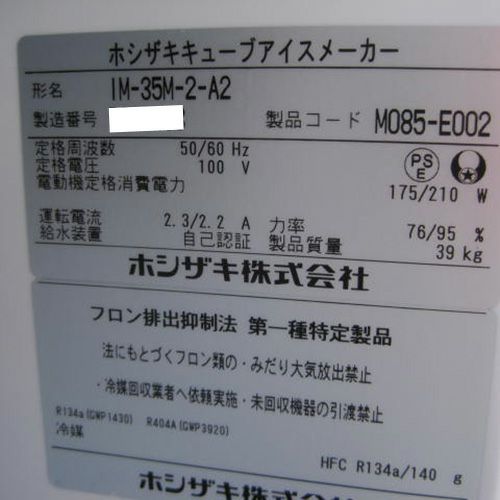 ホシザキキューブアイスメーカー
形名 IM-35M-2-A2
製造番号 製品コード M085-E002
定格周波数 50/60 Hz
定格電圧 100 V
PS E
電動機定格消費電力 175/210 W
運転電流 2.3/2.2 A 力率 76/95 %
給水装置 自己認証 製品質量 39 kg
ホシザキ株式会社
フロン排出抑制法 第一種特定製品
法にもとづくフロン類の・みだり大気放出禁止
・冷媒回収業者へ依頼実施・未回収機器の引渡禁止
R134a(GWP1430) R404A(GWP3920)
冷媒 HFC R134a/140 g
ホシザキ株式会社